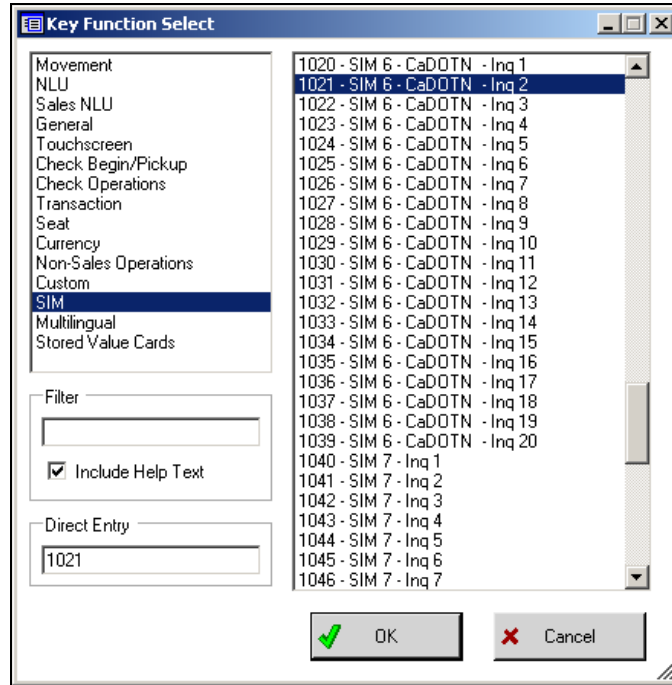 Key Function Select
Movement
NLU
Sales NLU
General
Touchscreen
Check Begin/Pickup
Check Operations
Transaction
Seat
Currency
Non-Sales Operations
Custom
SIM
Multilingual
Stored Value Cards
Filter
Include Help Text
Direct Entry
1021
1020 - SIM 6 - CaDOTN - Inq 1
1021 - SIM 6 - CaDOTN - Inq 2
1022 - SIM 6 - CaDOTN - Inq 3
1023 - SIM 6 - CaDOTN - Inq 4
1024 - SIM 6 - CaDOTN - Inq 5
1025 - SIM 6 - CaDOTN - Inq 6
1026 - SIM 6 - CaDOTN - Inq 7
1027 - SIM 6 - CaDOTN - Inq 8
1028 - SIM 6 - CaDOTN - Inq 9
1029 - SIM 6 - CaDOTN - Inq 10
1030 - SIM 6 - CaDOTN - Inq 11
1031 - SIM 6 - CaDOTN - Inq 12
1032 - SIM 6 - CaDOTN - Inq 13
1033 - SIM 6 - CaDOTN - Inq 14
1034 - SIM 6 - CaDOTN - Inq 15
1035 - SIM 6 - CaDOTN - Inq 16
1036 - SIM 6 - CaDOTN - Inq 17
1037 - SIM 6 - CaDOTN - Inq 18
1038 - SIM 6 - CaDOTN - Inq 19
1039 - SIM 6 - CaDOTN - Inq 20
1040 - SIM 7 - Inq 1
1041 - SIM 7 - Inq 2
1042 - SIM 7 - Inq 3
1043 - SIM 7 - Inq 4
1044 - SIM 7 - Inq 5
1045 - SIM 7 - Inq 6
1046 - SIM 7 - Inq 7
OK
Cancel